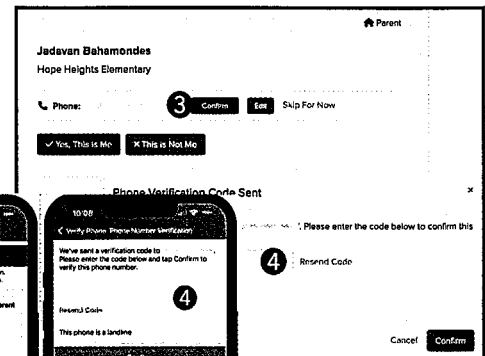 Parent
Jadavan Bahamondes
Hope Heights Elementary
Phone:
3
Confirm
Edit
Skip For Now
✓ Yes, This is Me
× This is Not Me
Phone Verification Code Sent
×
Please enter the code below to confirm this
4
Resend Code
Cancel
Confirm
10:08
Verify Phone Phone Number Verification
We've sent a verification code to
Please enter the code below and tap Confirm to
verify this phone number.
Resend Code
4
This phone is a landline